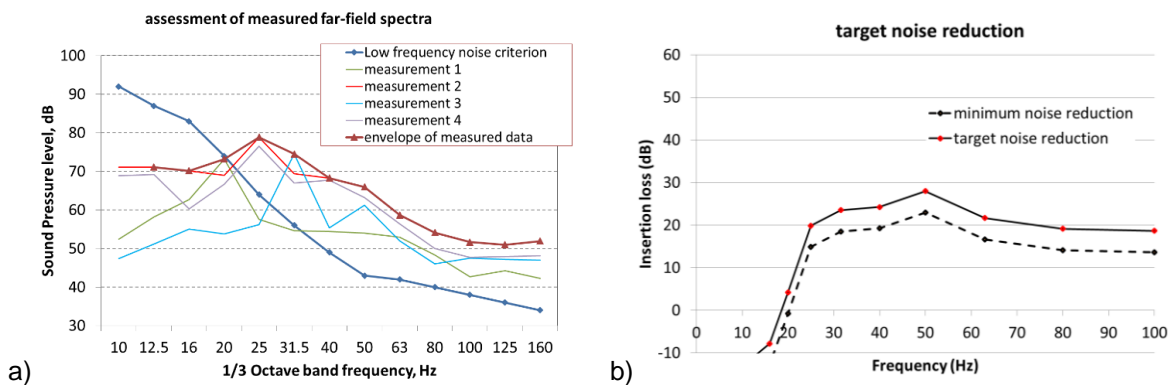 assessment of measured far-field spectra
100
90
80
70
60
50
40
30
Sound Pressure level, dB
Low frequency noise criterion
measurement 1
measurement 2
measurement 3
measurement 4
envelope of measured data
10 12.5 16 20 25 31.5 40 50 63 80 100 125 160
1/3 Octave band frequency, Hz
a)
target noise reduction
60
50
40
30
20
10
0
-10
Insertion loss (dB)
minimum noise reduction
target noise reduction
0 10 20 30 40 50 60 70 80 90 100
Frequency (Hz)
b)